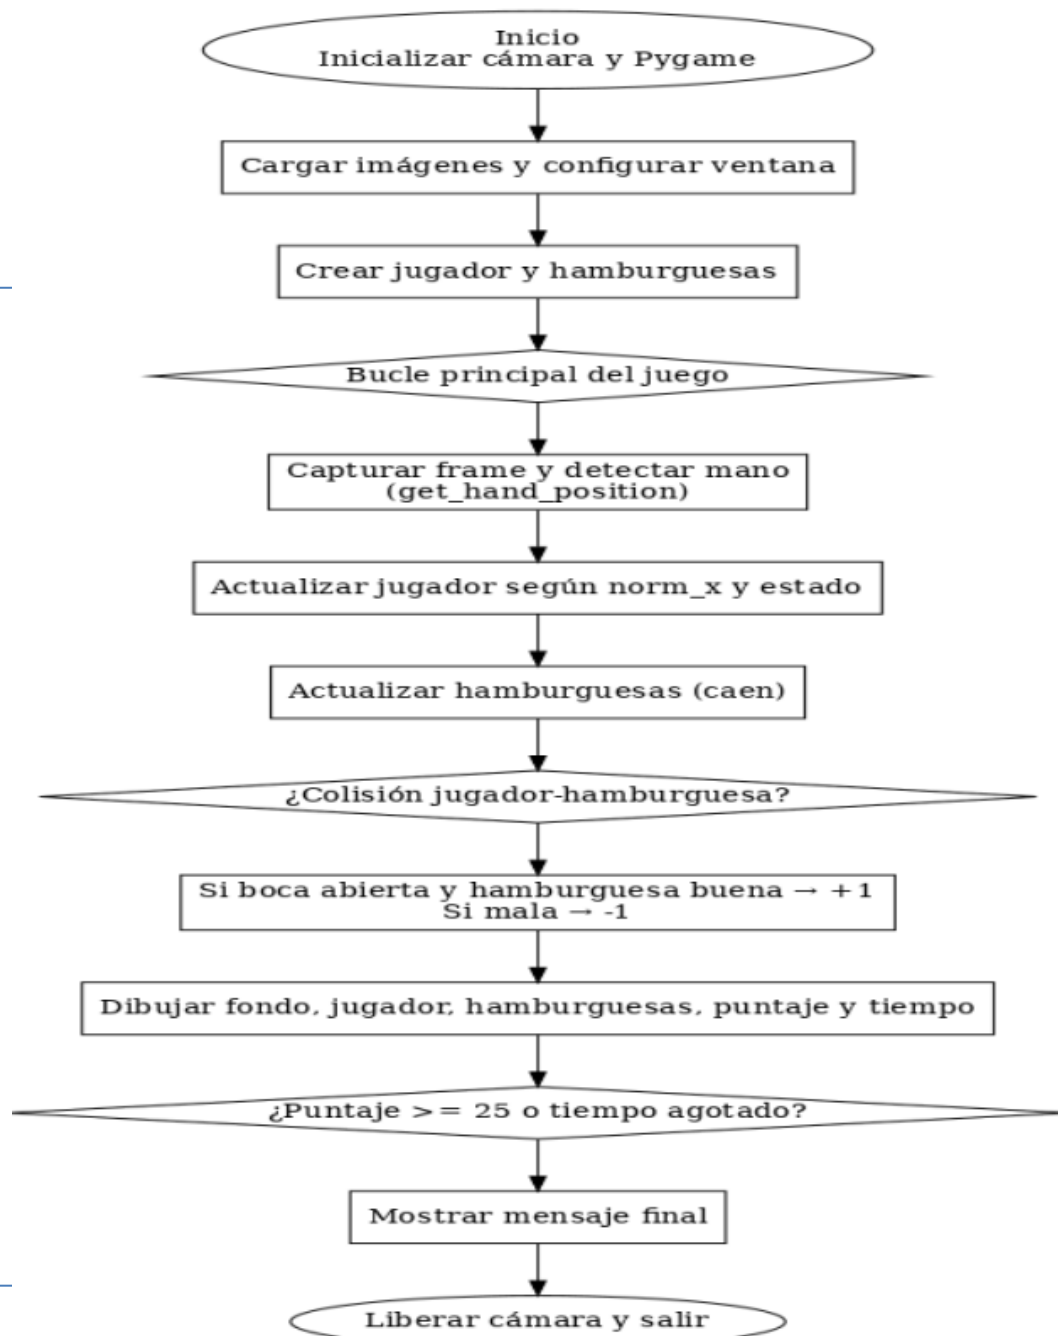 Inicio
Inicializar cámara y Pygame
Cargar imágenes y configurar ventana
Crear jugador y hamburguesas
Bucle principal del juego
Capturar frame y detectar mano
(get_hand_position)
Actualizar jugador según norm_x y estado
Actualizar hamburguesas (caen)
¿Colisión jugador-hamburguesa?
Si boca abierta y hamburguesa buena → +1
Si mala → -1
Dibujar fondo, jugador, hamburguesas, puntaje y tiempo
¿Puntaje >= 25 o tiempo agotado?
Mostrar mensaje final
Liberar cámara y salir